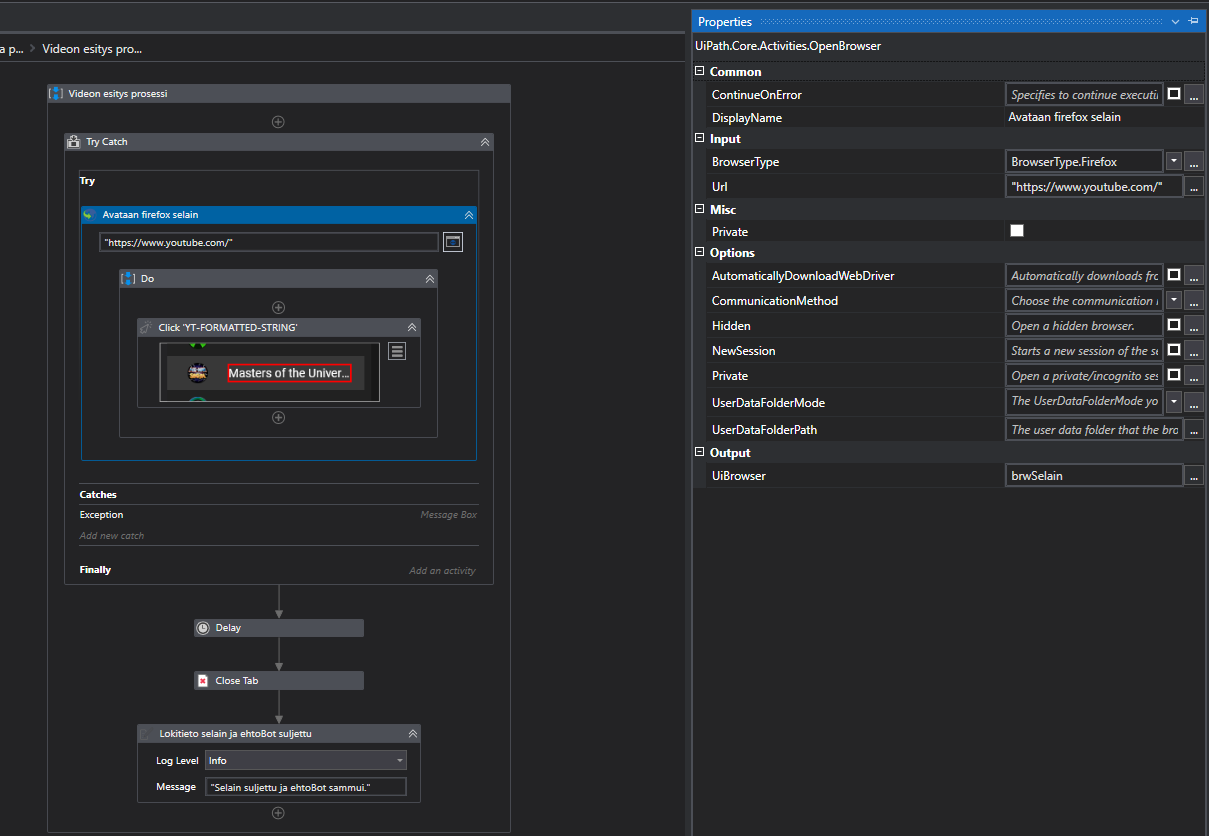 a p... > Videon esitys pro...
Videon esitys prosessi
Try Catch
Try
Avataan firefox selain
"https://www.youtube.com/"
Do
Click 'YT-FORMATTED-STRING'
Masters of the Univer...
Catches
Exception
Message Box
Add new catch
Finally
Add an activity
Delay
Close Tab
Lokitieto selain ja ehtoBot suljettu
Log Level Info
Message "Selain suljettu ja ehtoBot sammui."
Properties
UiPath.Core.Activities.OpenBrowser
Common
ContinueOnError Specifies to continue executi ...
DisplayName Avataan firefox selain
Input
BrowserType BrowserType.Firefox ...
Url "https://www.youtube.com/" ...
Misc
Private
Options
AutomaticallyDownloadWebDriver Automatically downloads frc ...
CommunicationMethod Choose the communication ...
Hidden Open a hidden browser. ...
NewSession Starts a new session of the se ...
Private Open a private/incognito ses ...
UserDataFolderMode The UserDataFolderMode yo ...
UserDataFolderPath The user data folder that the bro ...
Output
UiBrowser brwSelain ...